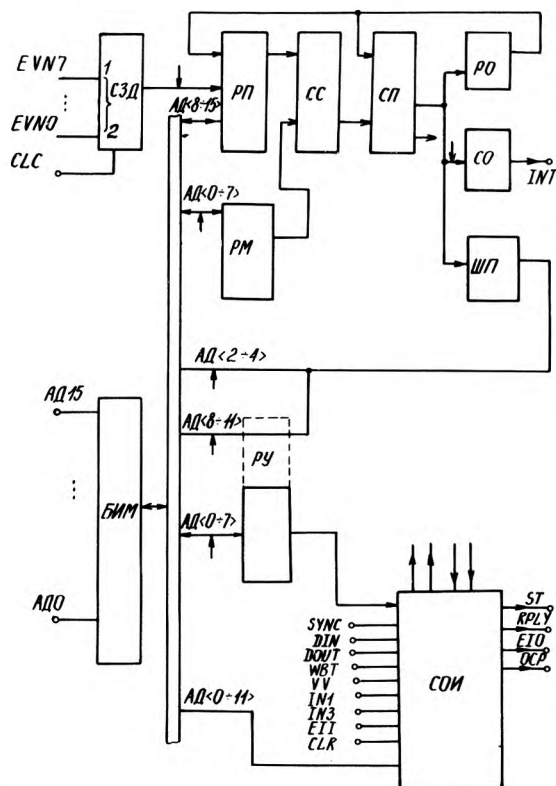 EVN7
EVN0
CLC
1
2
СЗД
АД<8÷15>
РП
СС
СП
РО
СО
INT
ШП
АД<0÷7>
РМ
АД<2÷4>
АД<8÷11>
РУ
АД15
БИМ
АД0
АД<0÷7>
АД<0÷11>
SYNC
DIN
DOUT
WBT
VV
IN1
IN3
EII
CLR
СОИ
ST
RPLY
EIO
OCP